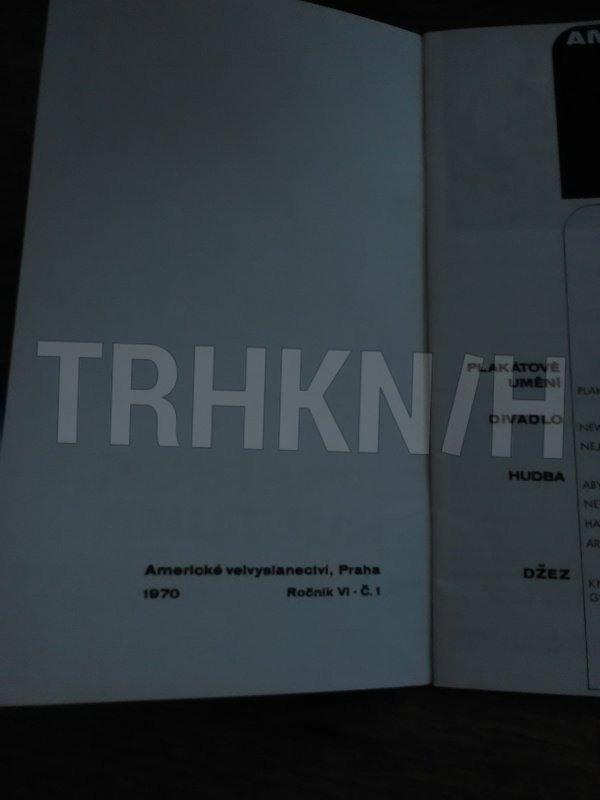 Americké velvyslanectví, Praha
1970 Ročník VI - Č. 1
AM
PLAKÁTOVÉ
UMĚNÍ
DIVADLO
HUDBA
DŽEZ
TRHKN/H